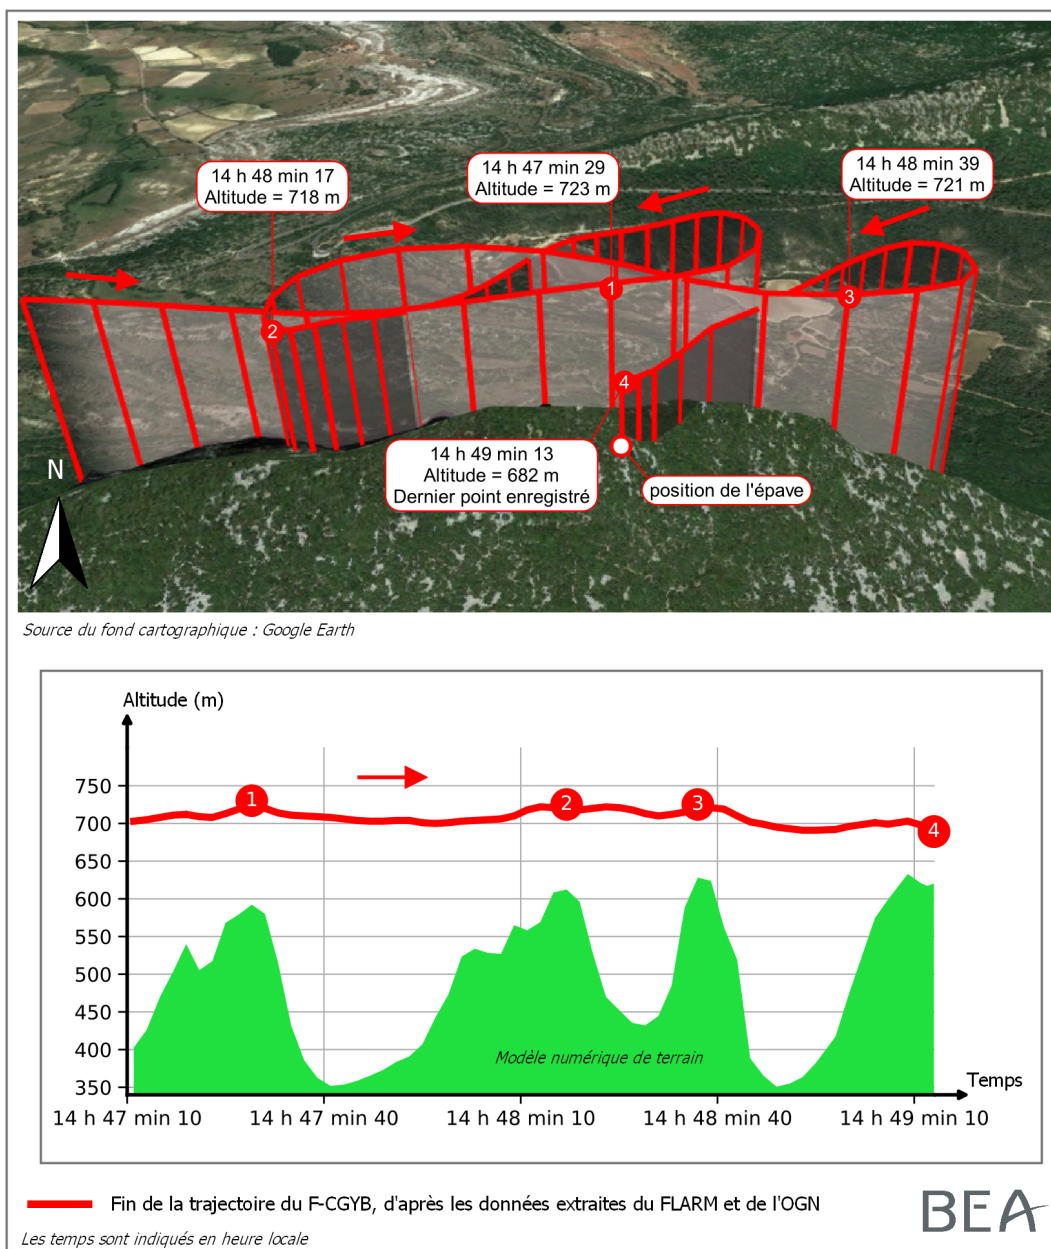 14 h 48 min 17
Altitude = 718 m
14 h 47 min 29
Altitude = 723 m
14 h 48 min 39
Altitude = 721 m
1
2
3
4
14 h 49 min 13
Altitude = 682 m
Dernier point enregistré
position de l'épave
N
Source du fond cartographique : Google Earth
Altitude (m)
750
700
650
600
550
500
450
400
350
1
2
3
4
Modèle numérique de terrain
Temps
14 h 47 min 10
14 h 47 min 40
14 h 48 min 10
14 h 48 min 40
14 h 49 min 10
Fin de la trajectoire du F-CGYB, d'après les données extraites du FLARM et de l'OGN
BEA
Les temps sont indiqués en heure locale